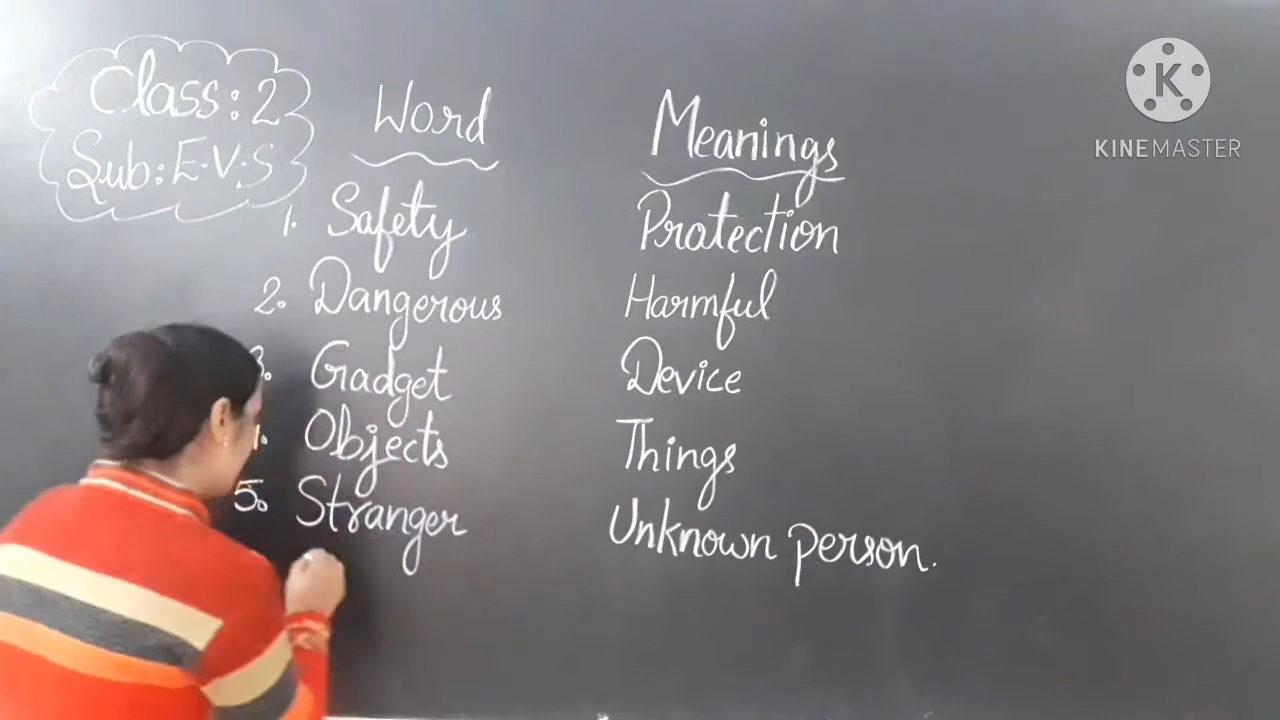 Class: 2
Sub: E.V.S
Word Meanings
1. Safety Protection
2. Dangerous Harmful
3. Gadget Device
Objects Things
5. Stranger Unknown person.
K
KINEMASTER